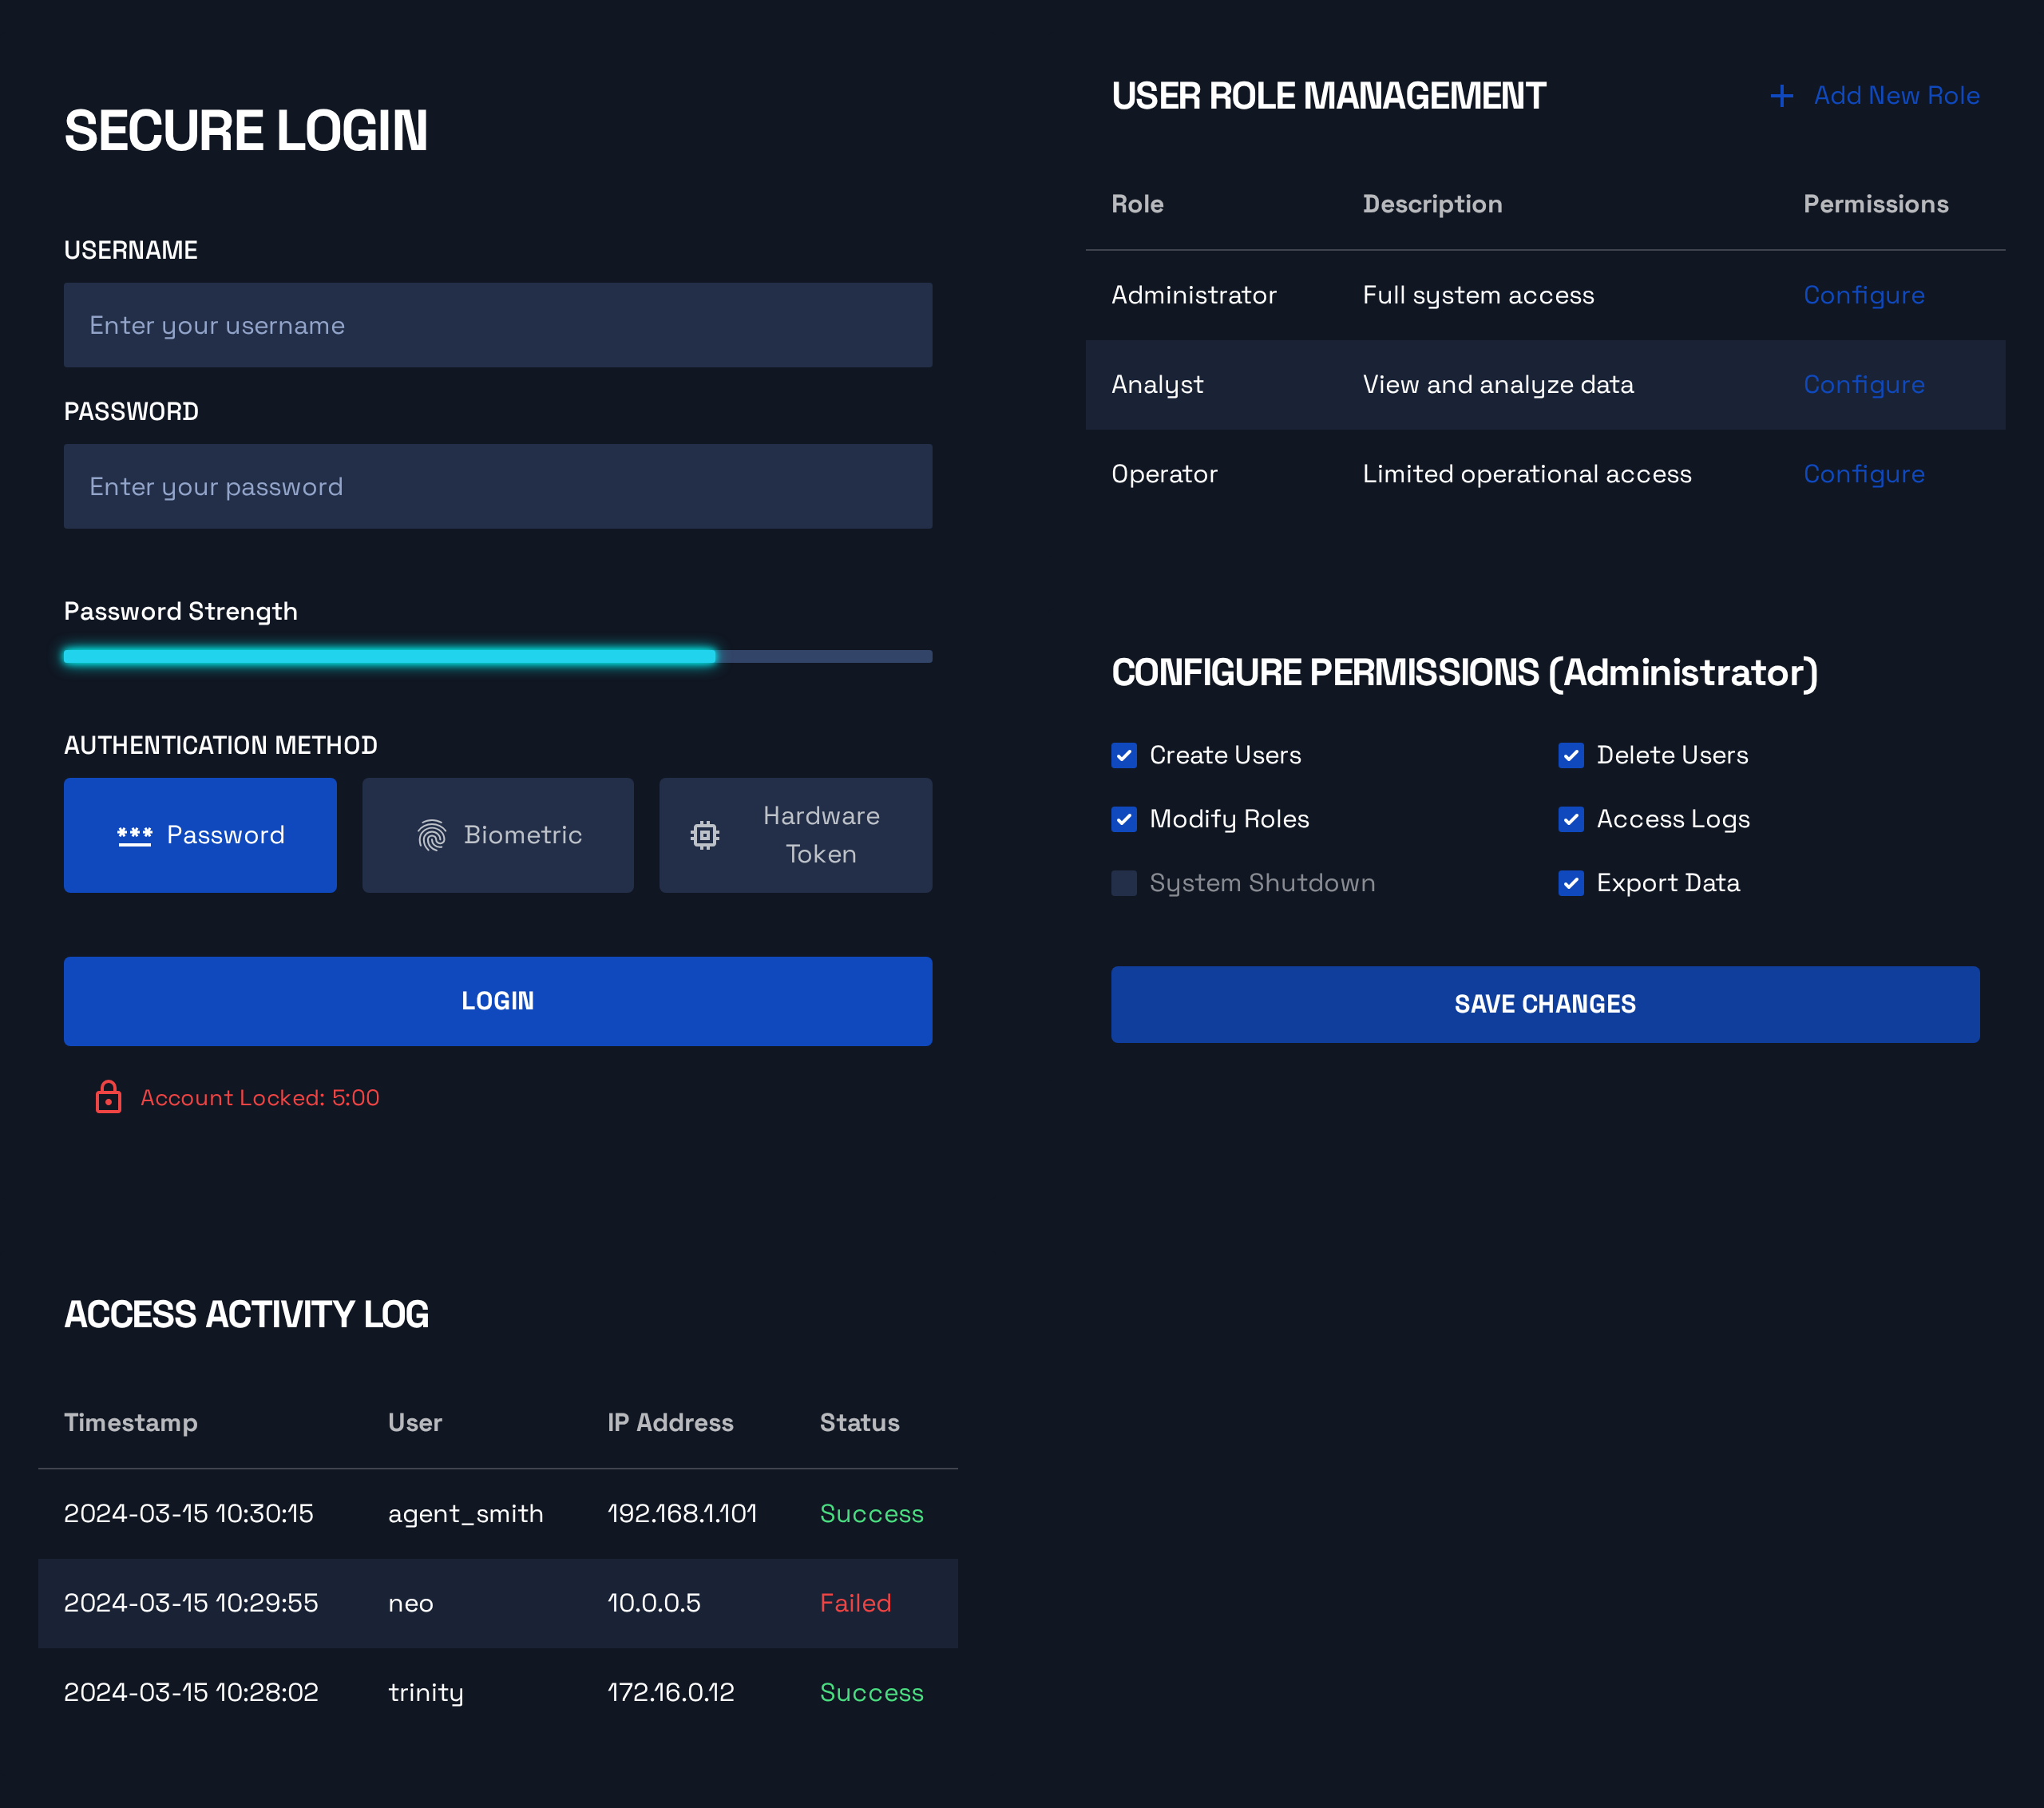 SECURE LOGIN
USERNAME
Enter your username
PASSWORD
Enter your password
Password Strength
AUTHENTICATION METHOD
*** Password
Biometric
Hardware
Token
LOGIN
Account Locked: 5:00
USER ROLE MANAGEMENT
+ Add New Role
Role Description Permissions
Administrator Full system access Configure
Analyst View and analyze data Configure
Operator Limited operational access Configure
CONFIGURE PERMISSIONS (Administrator)
Create Users Delete Users
Modify Roles Access Logs
System Shutdown Export Data
SAVE CHANGES
ACCESS ACTIVITY LOG
Timestamp User IP Address Status
2024-03-15 10:30:15 agent_smith 192.168.1.101 Success
2024-03-15 10:29:55 neo 10.0.0.5 Failed
2024-03-15 10:28:02 trinity 172.16.0.12 Success